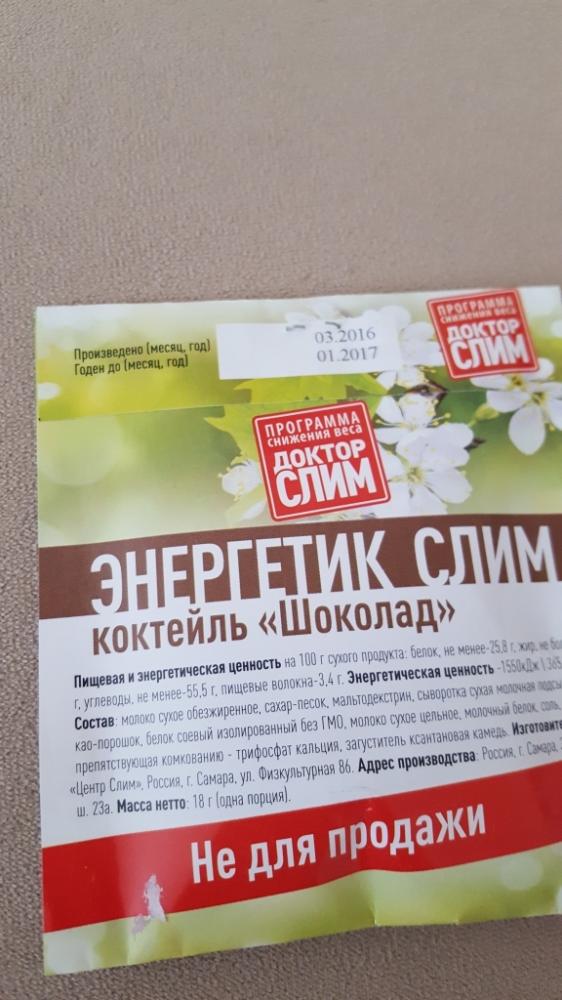 Произведено (месяц, год)
Годен до (месяц, год)
03.2016
01.2017
ПРОГРАММА
СНИЖЕНИЯ ВЕСА
ДОКТОР
СЛИМ
ПРОГРАММА
СНИЖЕНИЯ ВЕСА
ДОКТОР
СЛИМ
ЭНЕРГЕТИК СЛИМ
коктейль «Шоколад»
Пищевая и энергетическая ценность на 100 г сухого продукта: белок, не менее-25,8 г, жир, не бо
г, углеводы, не менее-55,5 г, пищевые волокна-3,4 г. Энергетическая ценность -1550кДж (365
Состав: молоко сухое обезжиренное, сахар-песок, мальтодекстрин, сыворотка сухая молочная подсы
као-порошок, белок соевый изолированный без ГМО, молоко сухое цельное, молочный белок, соль,
препятствующая комкованию - трифосфат кальция, загуститель ксантановая камедь. Изготовите
«Центр Слим», Россия, г. Самара, ул. Физкультурная 86. Адрес производства: Россия, г. Самара,
ш. 23а. Масса нетто: 18 г (одна порция).
Не для продажи